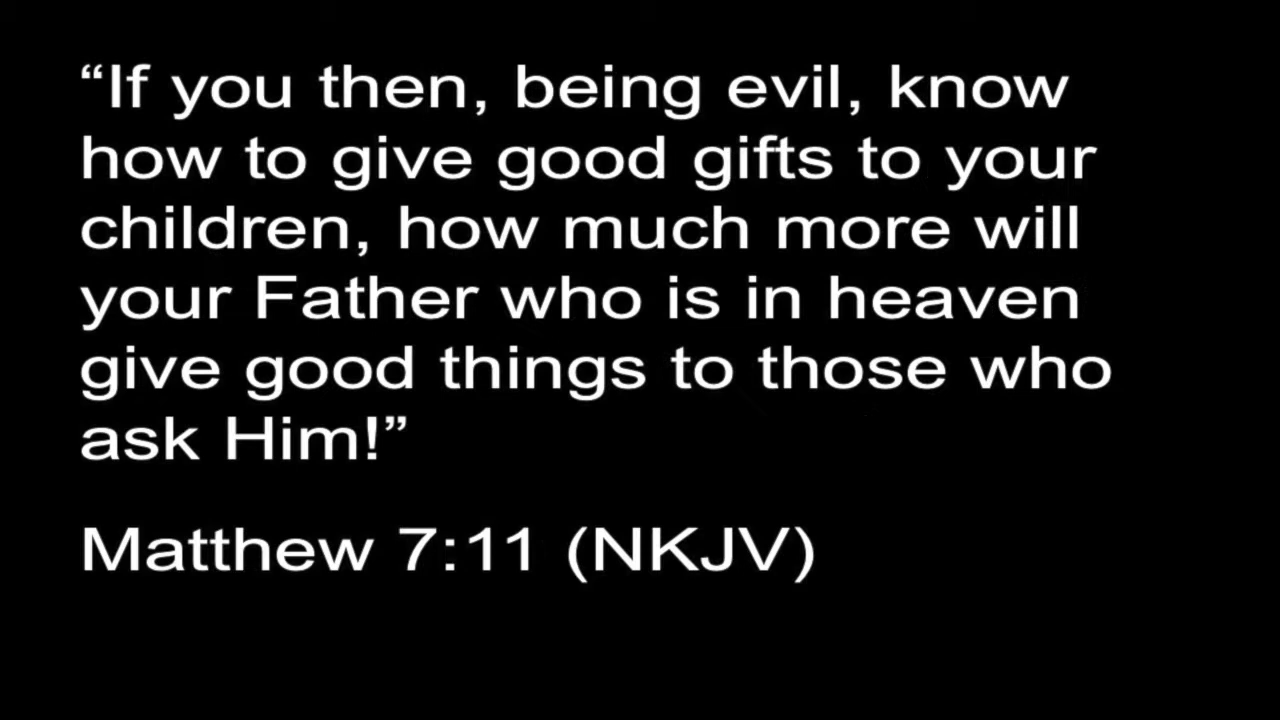 “If you then, being evil, know
how to give good gifts to your
children, how much more will
your Father who is in heaven
give good things to those who
ask Him!”
Matthew 7:11 (NKJV)